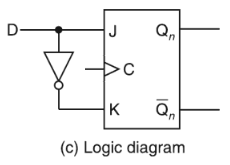 D J Qₙ
C
K Q̅ₙ
(c) Logic diagram